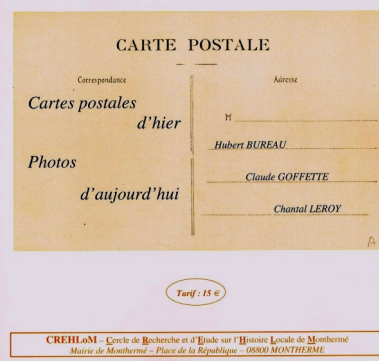 CARTE POSTALE
Correspondance
Adresse
Cartes postales
d'hier
Photos
d'aujourd'hui
M
Hubert BUREAU
Claude GOFFETTE
Chantal LEROY
A
Tarif : 15 €
CREHLoM – Cercle de Recherche et d'Etude sur l'Histoire Locale de Monthermé
Mairie de Monthermé – Place de la République – 08800 MONTHERME